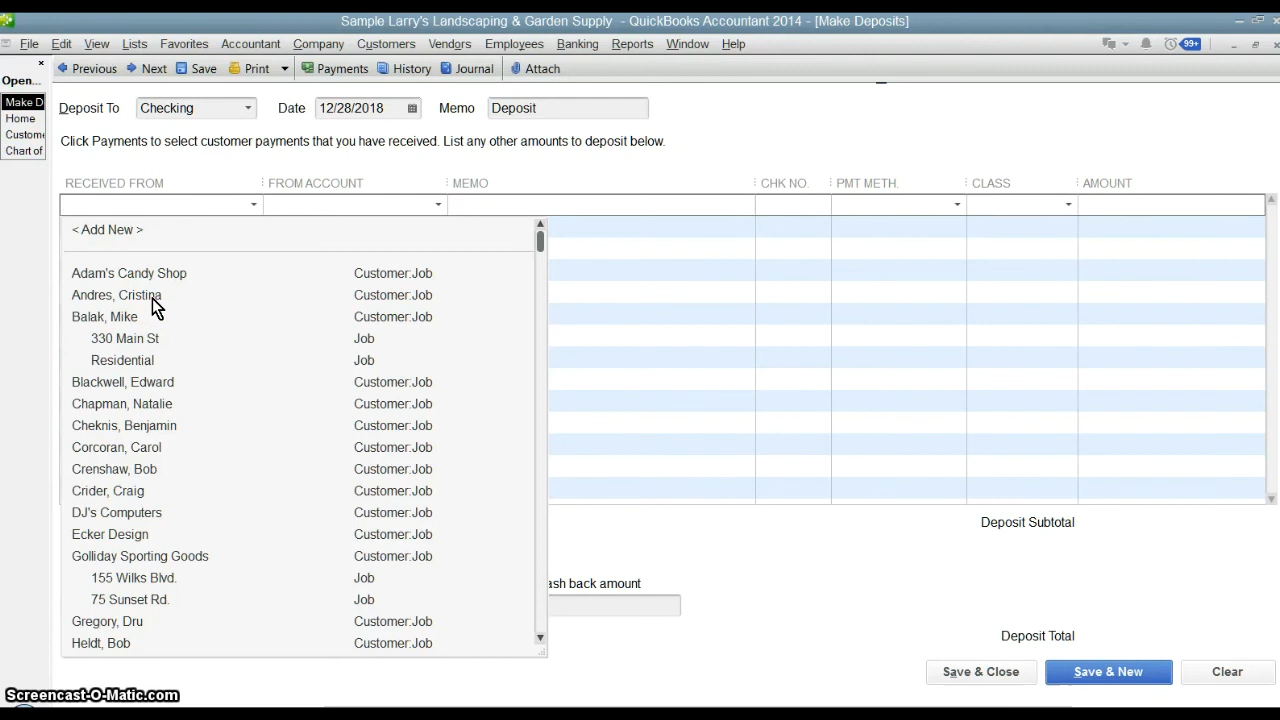 Sample Larry's Landscaping & Garden Supply - QuickBooks Accountant 2014 - [Make Deposits]
File Edit View Lists Favorites Accountant Company Customers Vendors Employees Banking Reports Window Help 99+
Open... Previous Next Save Print Payments History Journal Attach
Make D
Home
Custome
Chart of
Deposit To Checking Date 12/28/2018 Memo Deposit
Click Payments to select customer payments that you have received. List any other amounts to deposit below.
RECEIVED FROM FROM ACCOUNT MEMO CHK NO. PMT METH. CLASS AMOUNT
< Add New >
Adam's Candy Shop Customer:Job
Andres, Cristina Customer:Job
Balak, Mike Customer:Job
330 Main St Job
Residential Job
Blackwell, Edward Customer:Job
Chapman, Natalie Customer:Job
Cheknis, Benjamin Customer:Job
Corcoran, Carol Customer:Job
Crenshaw, Bob Customer:Job
Crider, Craig Customer:Job
DJ's Computers Customer:Job
Ecker Design Customer:Job
Golliday Sporting Goods Customer:Job
155 Wilks Blvd. Job
75 Sunset Rd. Job
Gregory, Dru Customer:Job
Heldt, Bob Customer:Job
Deposit Subtotal
ash back amount
Deposit Total
Save & Close Save & New Clear
Screencast-O-Matic.com